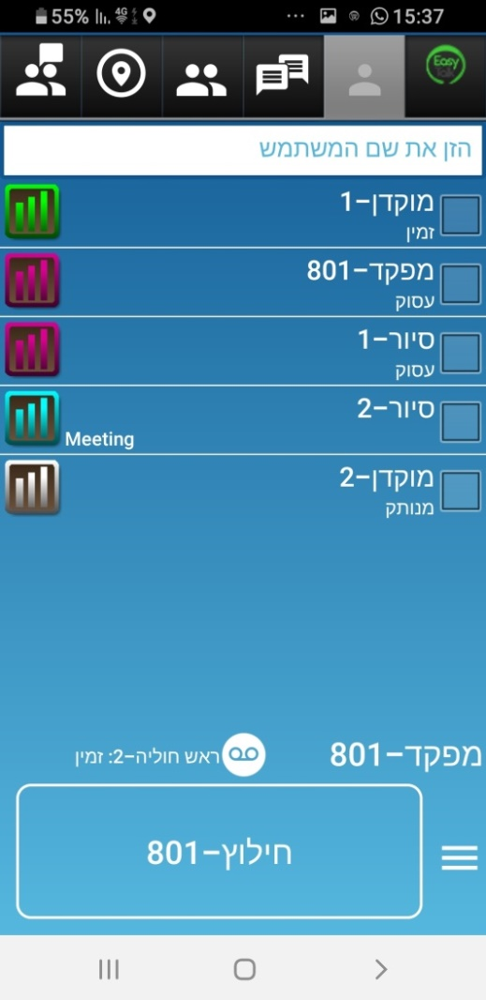 55% 4G 15:37
Easy
Talk
הזן את שם המשתמש
מוקדן-1
זמין
מפקד-801
עסוק
סיור-1
עסוק
סיור-2
Meeting
מוקדן-2
מנותק
מפקד-801
ראש חוליה-2: זמין
חילוץ-801